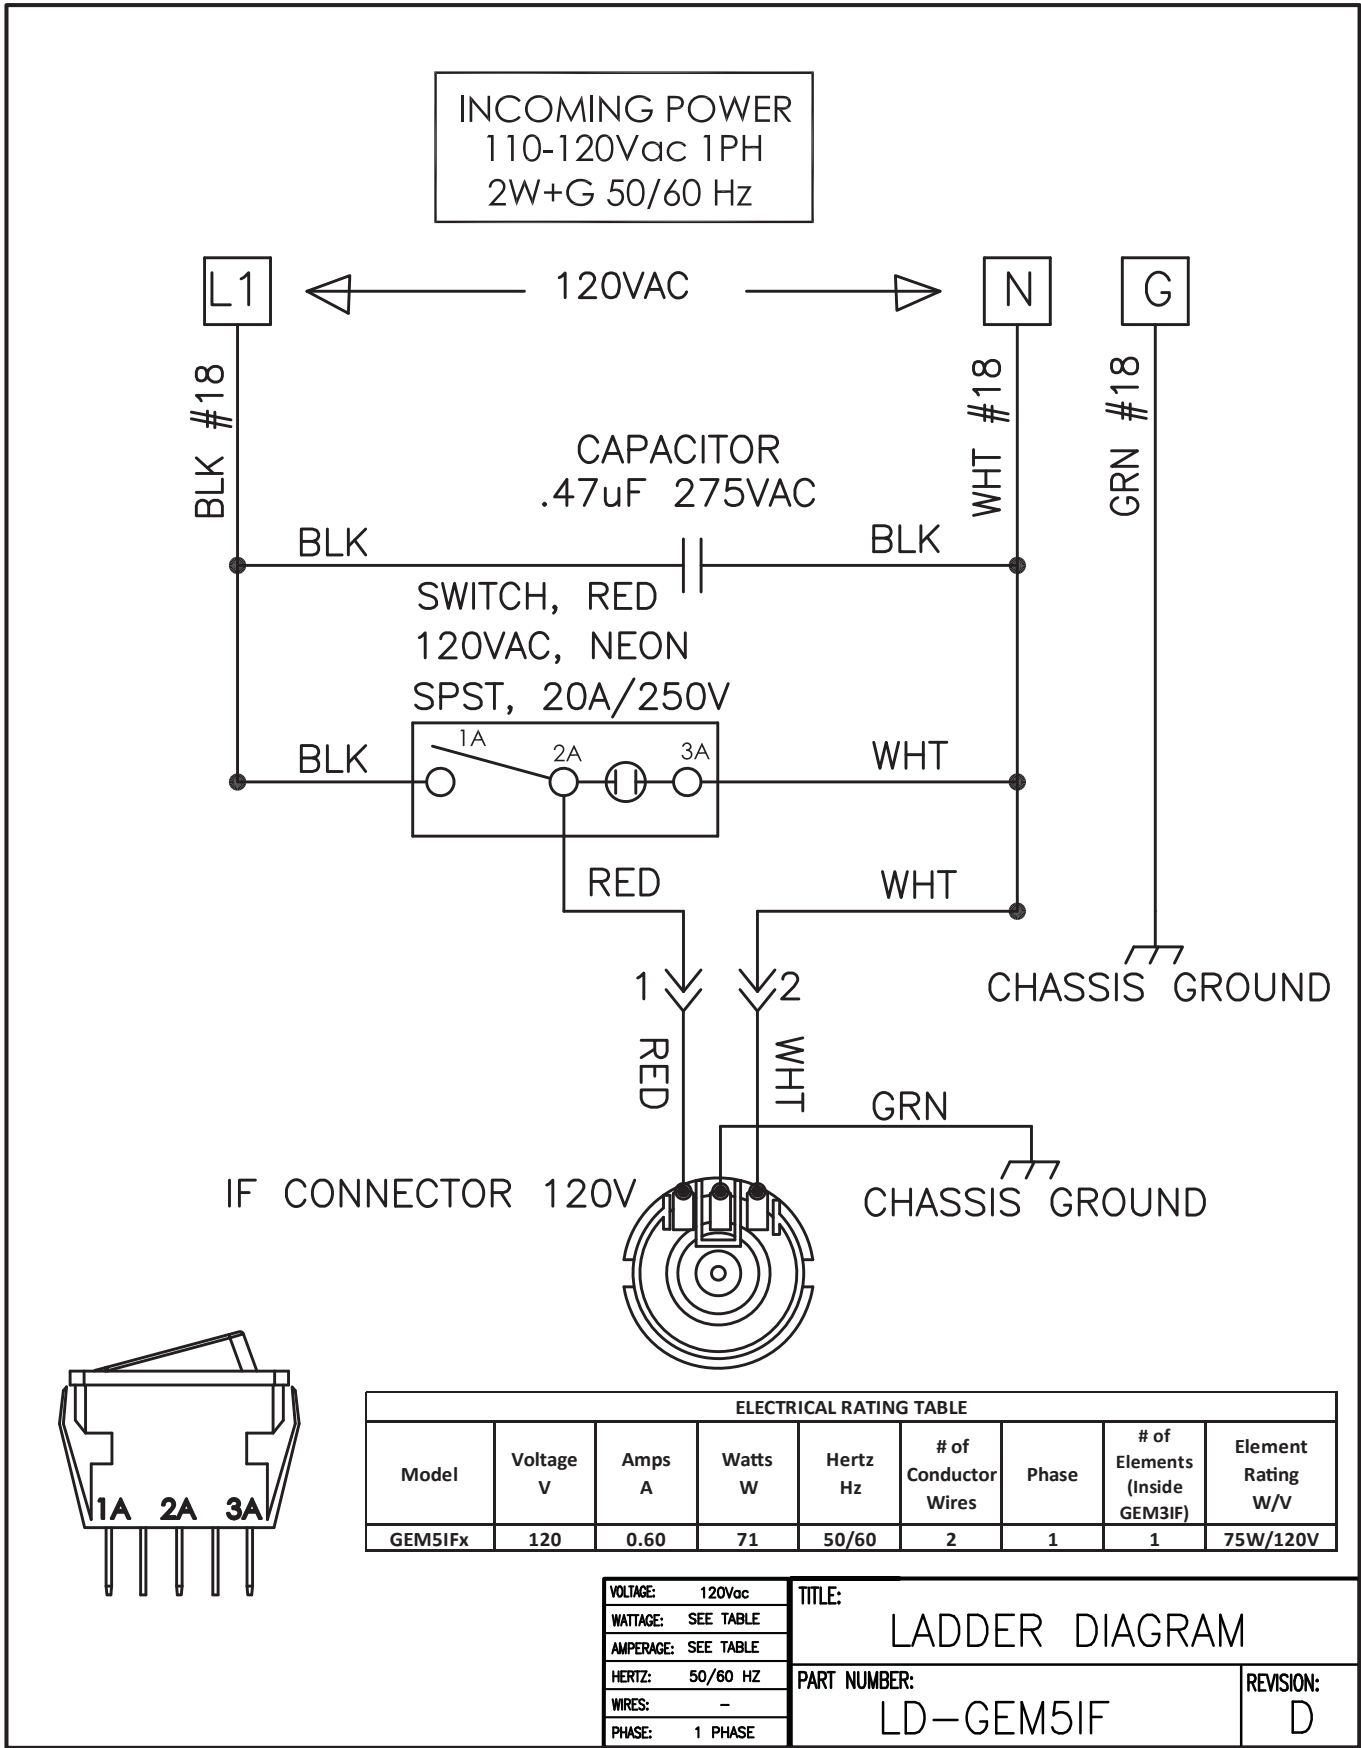 INCOMING POWER
110-120Vac 1PH
2W+G 50/60 Hz
L1
120VAC
N
G
BLK #18
WHT #18
GRN #18
CAPACITOR
.47uF 275VAC
BLK
BLK
SWITCH, RED
120VAC, NEON
SPST, 20A/250V
BLK
1A
2A
3A
WHT
RED
WHT
1
2
CHASSIS GROUND
RED
WHT
GRN
IF CONNECTOR 120V
CHASSIS GROUND
1A 2A 3A
ELECTRICAL RATING TABLE
Model
Voltage
V
Amps
A
Watts
W
Hertz
Hz
# of
Conductor
Wires
Phase
# of
Elements
(Inside
GEM3IF)
Element
Rating
W/V
GEM5IFx 120 0.60 71 50/60 2 1 1 75W/120V
VOLTAGE: 120Vac
WATTAGE: SEE TABLE
AMPERAGE: SEE TABLE
HERTZ: 50/60 HZ
WIRES: –
PHASE: 1 PHASE
TITLE:
LADDER DIAGRAM
PART NUMBER:
LD-GEM5IF
REVISION:
D